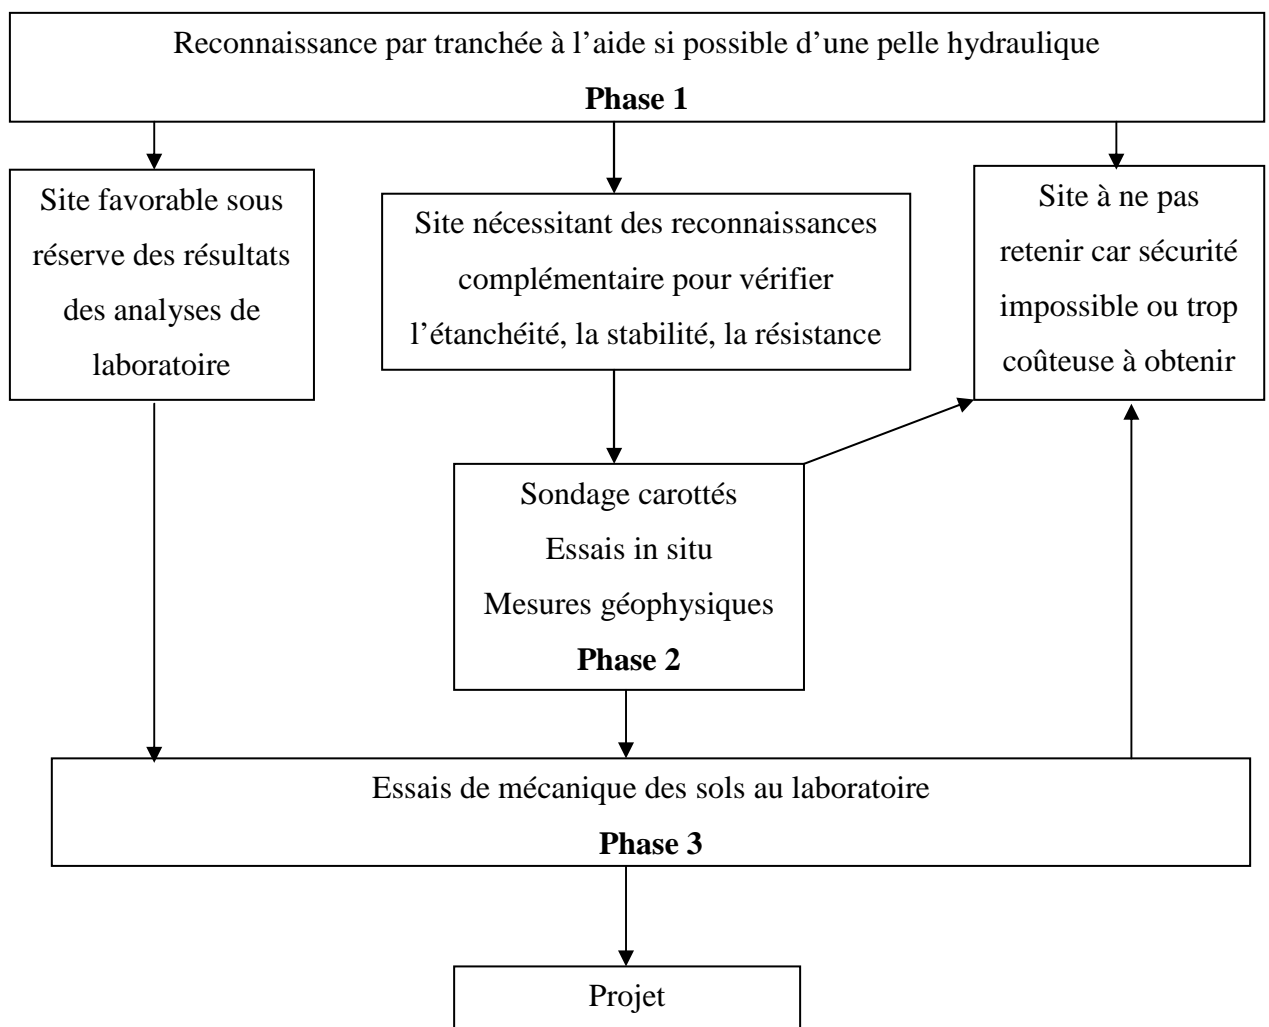 Reconnaissance par tranchée à l’aide si possible d’une pelle hydraulique
Phase 1
Site favorable sous
réserve des résultats
des analyses de
laboratoire
Site nécessitant des reconnaissances
complémentaire pour vérifier
l’étanchéité, la stabilité, la résistance
Site à ne pas
retenir car sécurité
impossible ou trop
coûteuse à obtenir
Sondage carottés
Essais in situ
Mesures géophysiques
Phase 2
Essais de mécanique des sols au laboratoire
Phase 3
Projet